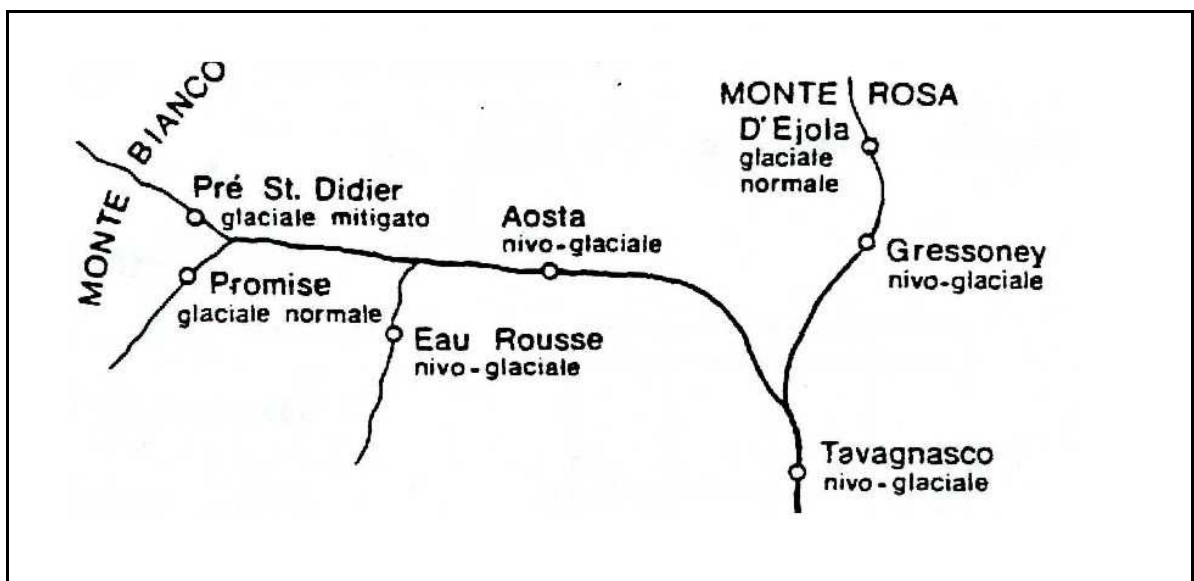 MONTE BIANCO
Pré St. Didier
glaciale mitigato
Promise
glaciale normale
Eau Rousse
nivo-glaciale
Aosta
nivo-glaciale
MONTE ROSA
D'Ejola
glaciale
normale
Gressoney
nivo-glaciale
Tavagnasco
nivo-glaciale